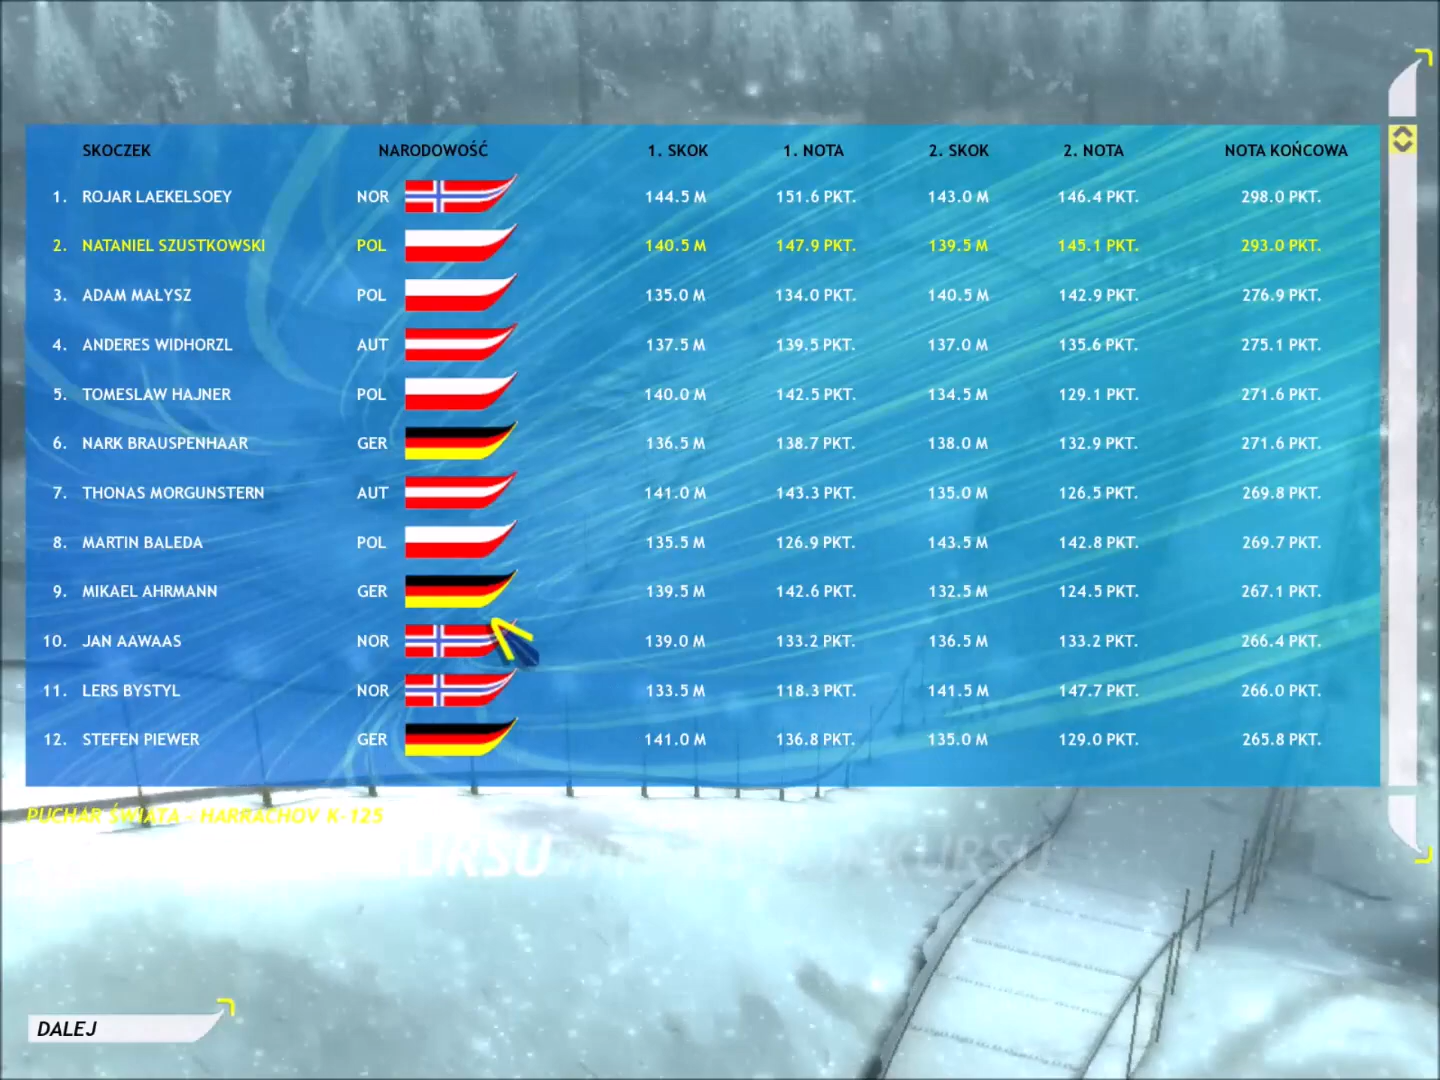 SKOCZEK NARODOWOŚĆ 1. SKOK 1. NOTA 2. SKOK 2. NOTA NOTA KOŃCOWA
1. ROJAR LAEKELSOEY NOR 144.5 M 151.6 PKT. 143.0 M 146.4 PKT. 298.0 PKT.
2. NATANIEL SZUSTKOWSKI POL 140.5 M 147.9 PKT. 139.5 M 145.1 PKT. 293.0 PKT.
3. ADAM MAŁYSZ POL 135.0 M 134.0 PKT. 140.5 M 142.9 PKT. 276.9 PKT.
4. ANDERES WIDHORZL AUT 137.5 M 139.5 PKT. 137.0 M 135.6 PKT. 275.1 PKT.
5. TOMESLAW HAJNER POL 140.0 M 142.5 PKT. 134.5 M 129.1 PKT. 271.6 PKT.
6. NARK BRAUSPENHAAR GER 136.5 M 138.7 PKT. 138.0 M 132.9 PKT. 271.6 PKT.
7. THONAS MORGUNSTERN AUT 141.0 M 143.3 PKT. 135.0 M 126.5 PKT. 269.8 PKT.
8. MARTIN BALEDA POL 135.5 M 126.9 PKT. 143.5 M 142.8 PKT. 269.7 PKT.
9. MIKAEL AHRMANN GER 139.5 M 142.6 PKT. 132.5 M 124.5 PKT. 267.1 PKT.
10. JAN AAWAAS NOR 139.0 M 133.2 PKT. 136.5 M 133.2 PKT. 266.4 PKT.
11. LERS BYSTYL NOR 133.5 M 118.3 PKT. 141.5 M 147.7 PKT. 266.0 PKT.
12. STEFEN PIEWER GER 141.0 M 136.8 PKT. 135.0 M 129.0 PKT. 265.8 PKT.
PUCHAR ŚWIATA - HARRACHOV K-125
DALEJ